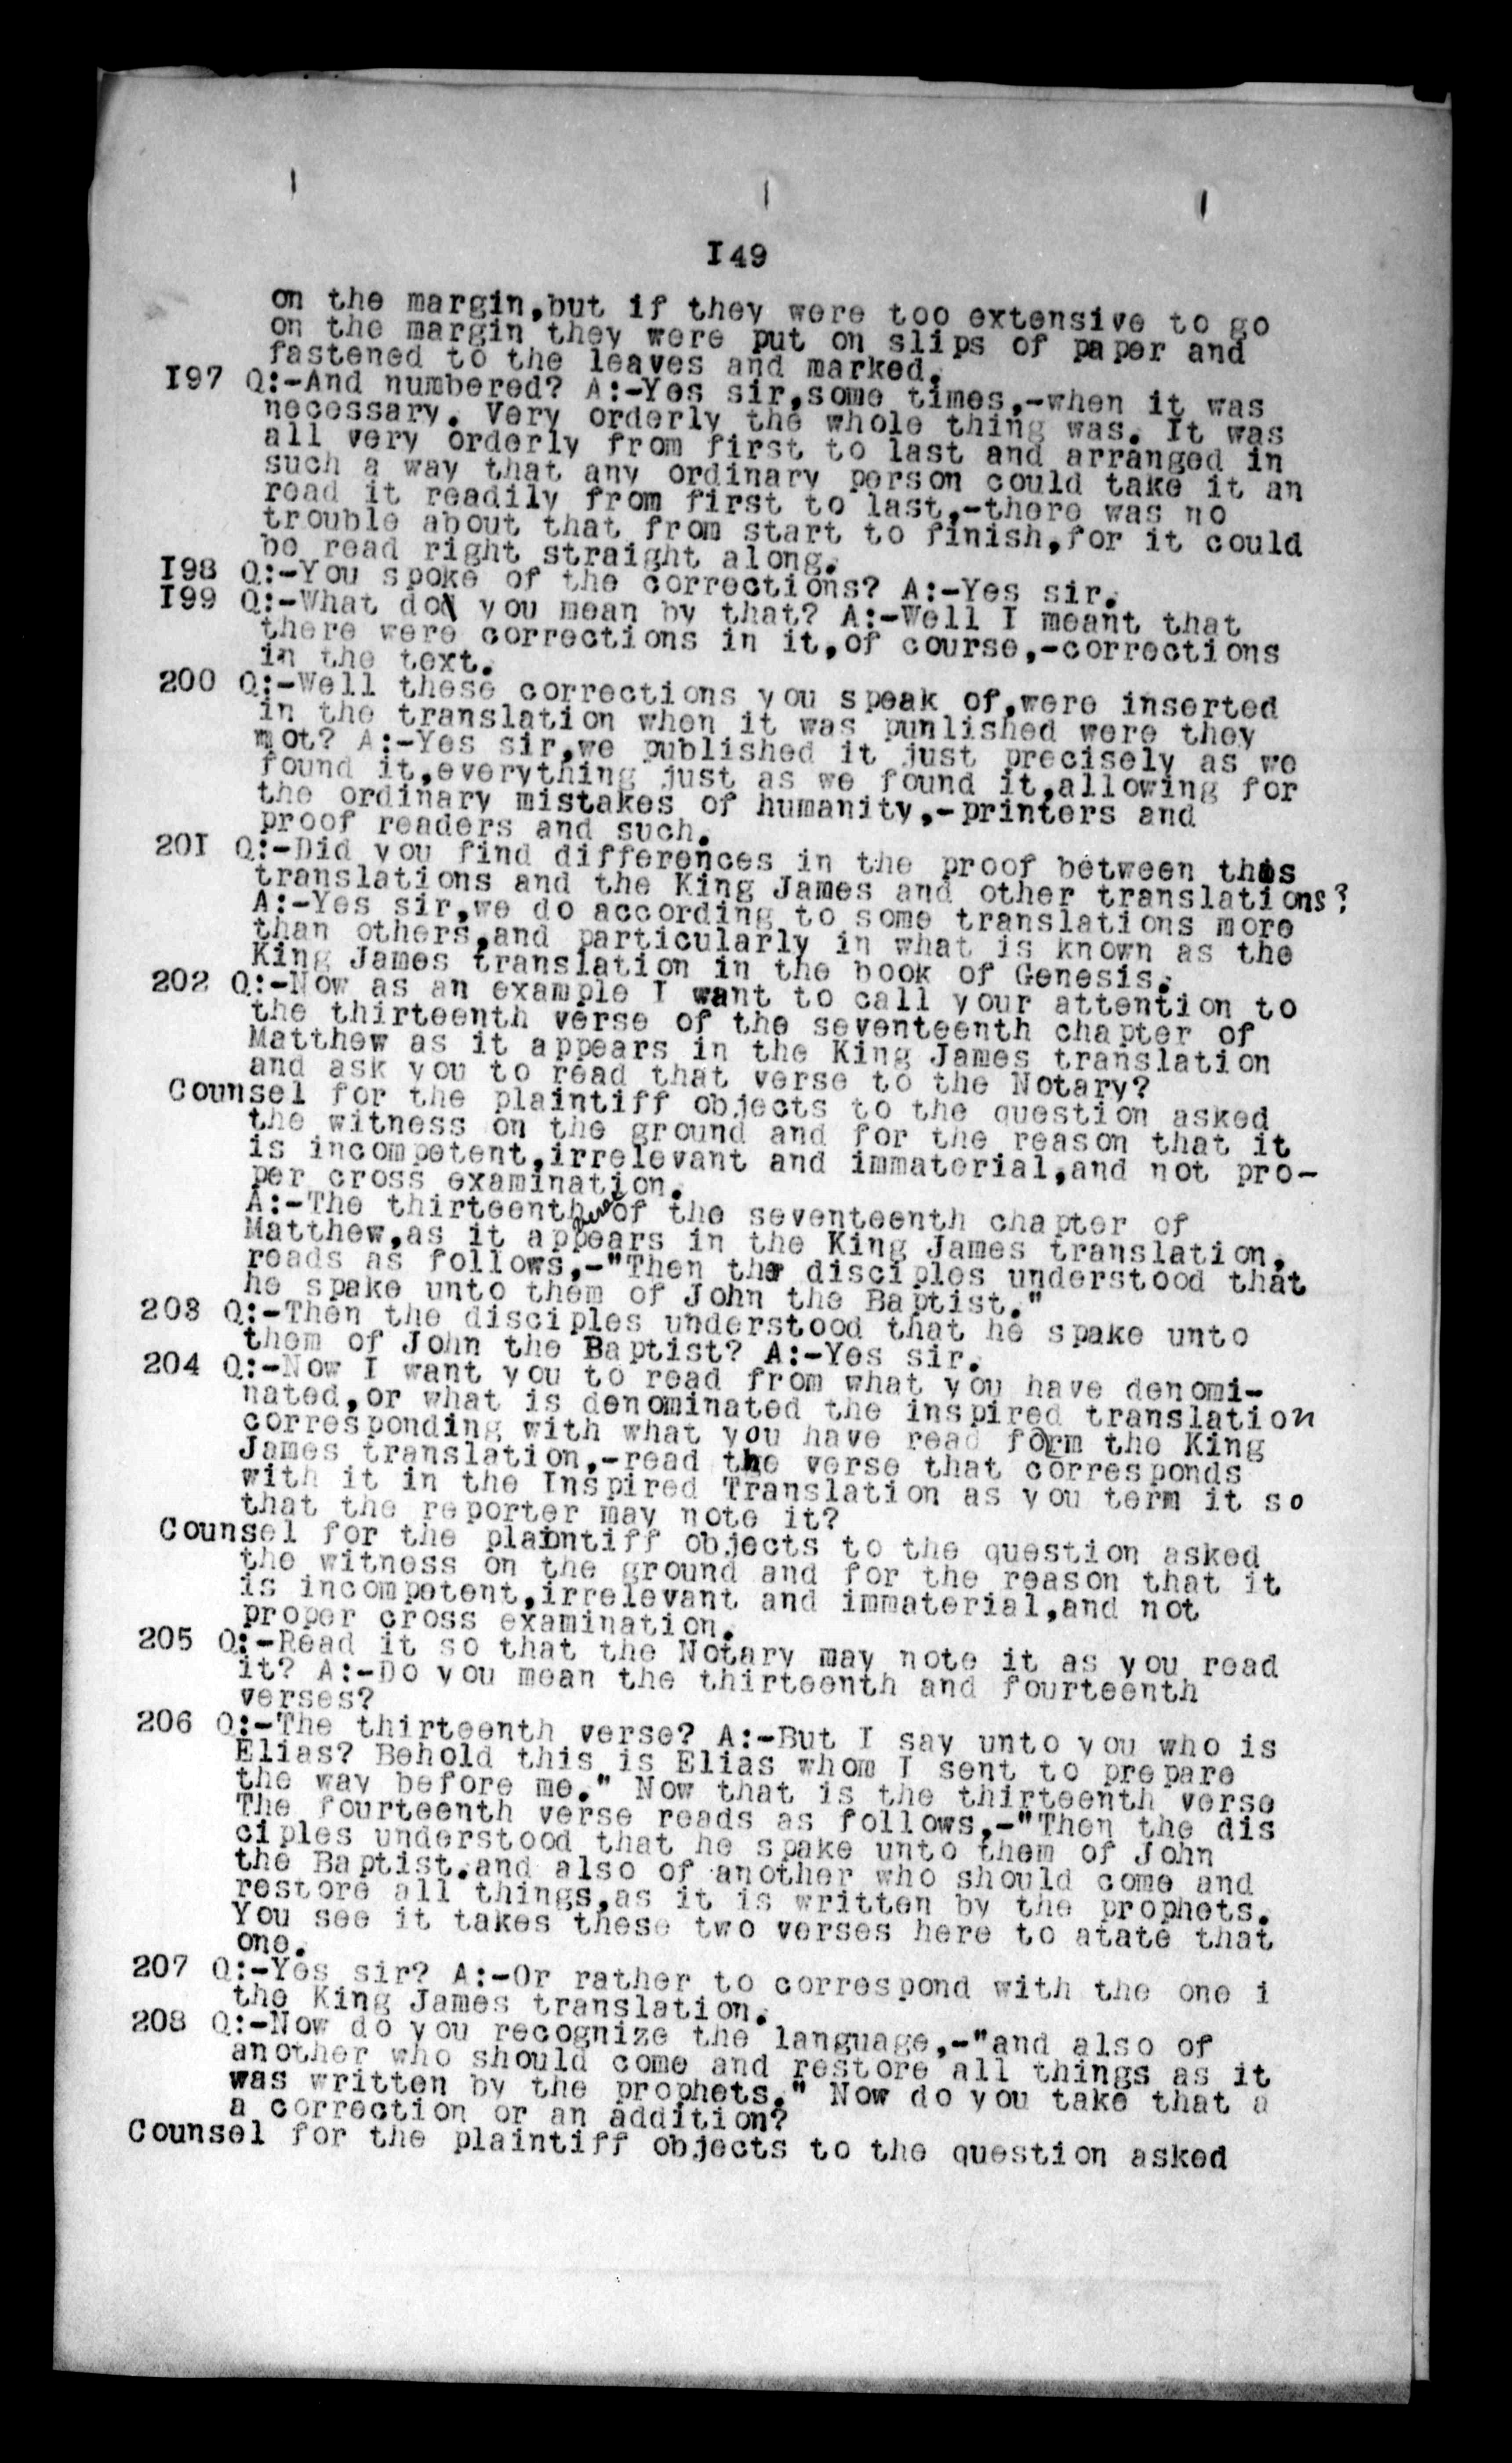 I49
on the margin,but if they were too extensive to go
on the margin they were put on slips of paper and
fastened to the leaves and marked.
I97 Q:-And numbered? A:-Yes sir,some times,-when it was
necessary. Very orderly the whole thing was. It was
all very orderly from first to last and arranged in
such a way that any ordinary person could take it an
read it readily from first to last,-there was no
trouble about that from start to finish,for it could
be read right straight along.
I98 Q:-You spoke of the corrections? A:-Yes sir.
I99 Q:-What do you mean by that? A:-Well I meant that
there were corrections in it,of course,-corrections
in the text.
200 Q:-Well these corrections you speak of,were inserted
in the translation when it was punlished were they
mot? A:-Yes sir,we published it just precisely as we
found it,everything just as we found it,allowing for
the ordinary mistakes of humanity,-printers and
proof readers and such.
20I Q:-Did you find differences in the proof between this
translations and the King James and other translations?
A:-Yes sir,we do according to some translations more
than others,and particularly in what is known as the
King James translation in the book of Genesis.
202 Q:-Now as an example I want to call your attention to
the thirteenth verse of the seventeenth chapter of
Matthew as it appears in the King James translation
and ask you to read that verse to the Notary?
Counsel for the plaintiff objects to the question asked
the witness on the ground and for the reason that it
is incompetent,irrelevant and immaterial,and not pro-
per cross examination.
A:-The thirteenth verse of the seventeenth chapter of
Matthew,as it appears in the King James translation,
reads as follows,-"Then the disciples understood that
he spake unto them of John the Baptist."
203 Q:-Then the disciples understood that he spake unto
them of John the Baptist? A:-Yes sir.
204 Q:-Now I want you to read from what you have denomi-
nated,or what is denominated the inspired translation
corresponding with what you have read form the King
James translation,-read the verse that corresponds
with it in the Inspired Translation as you term it so
that the reporter may note it?
Counsel for the plaintiff objects to the question asked
the witness on the ground and for the reason that it
is incompetent,irrelevant and immaterial,and not
proper cross examination.
205 Q:-Read it so that the Notary may note it as you read
it? A:-Do you mean the thirteenth and fourteenth
verses?
206 Q:-The thirteenth verse? A:-But I say unto you who is
Elias? Behold this is Elias whom I sent to prepare
the way before me." Now that is the thirteenth verse
The fourteenth verse reads as follows,-"Then the dis
ciples understood that he spake unto them of John
the Baptist.and also of another who should come and
restore all things,as it is written by the prophets.
You see it takes these two verses here to atate that
one.
207 Q:-Yes sir? A:-Or rather to correspond with the one i
the King James translation.
208 Q:-Now do you recognize the language,-"and also of
another who should come and restore all things as it
was written by the prophets." Now do you take that a
a correction or an addition?
Counsel for the plaintiff objects to the question asked